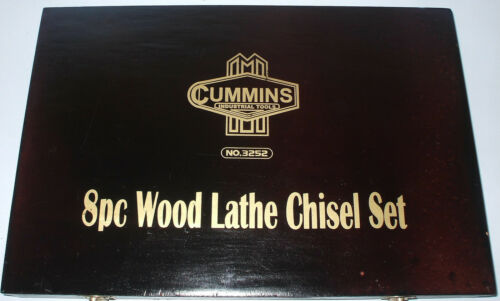 CUMMINS
INDUSTRIAL TOOLS
NO.3252
8pc Wood Lathe Chisel Set